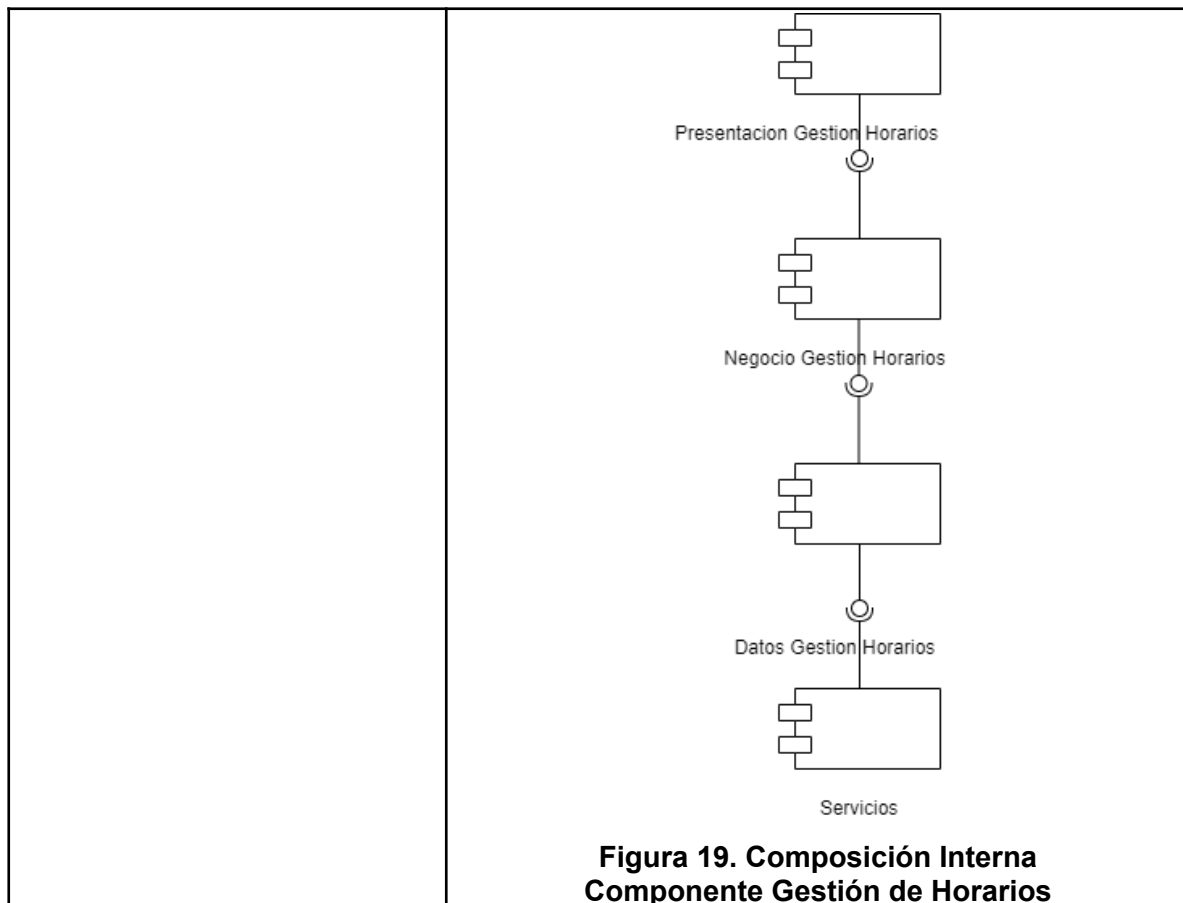 Presentacion Gestion Horarios
Negocio Gestion Horarios
Datos Gestion Horarios
Servicios
Figura 19. Composición Interna
Componente Gestión de Horarios